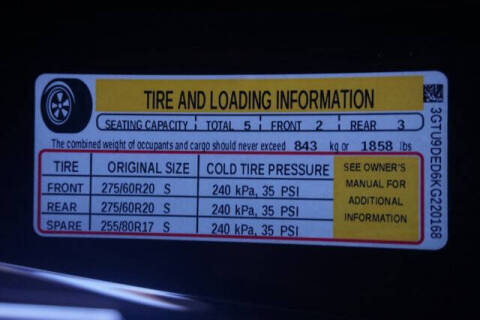 TIRE AND LOADING INFORMATION
SEATING CAPACITY | TOTAL 5 | FRONT 2 | REAR 3
The combined weight of occupants and cargo should never exceed 843 kg or 1858 lbs
TIRE ORIGINAL SIZE COLD TIRE PRESSURE
FRONT 275/60R20 S 240 kPa, 35 PSI
REAR 275/60R20 S 240 kPa, 35 PSI
SPARE 255/80R17 S 240 kPa, 35 PSI
SEE OWNER'S
MANUAL FOR
ADDITIONAL
INFORMATION
3GTU9DED6KG220168